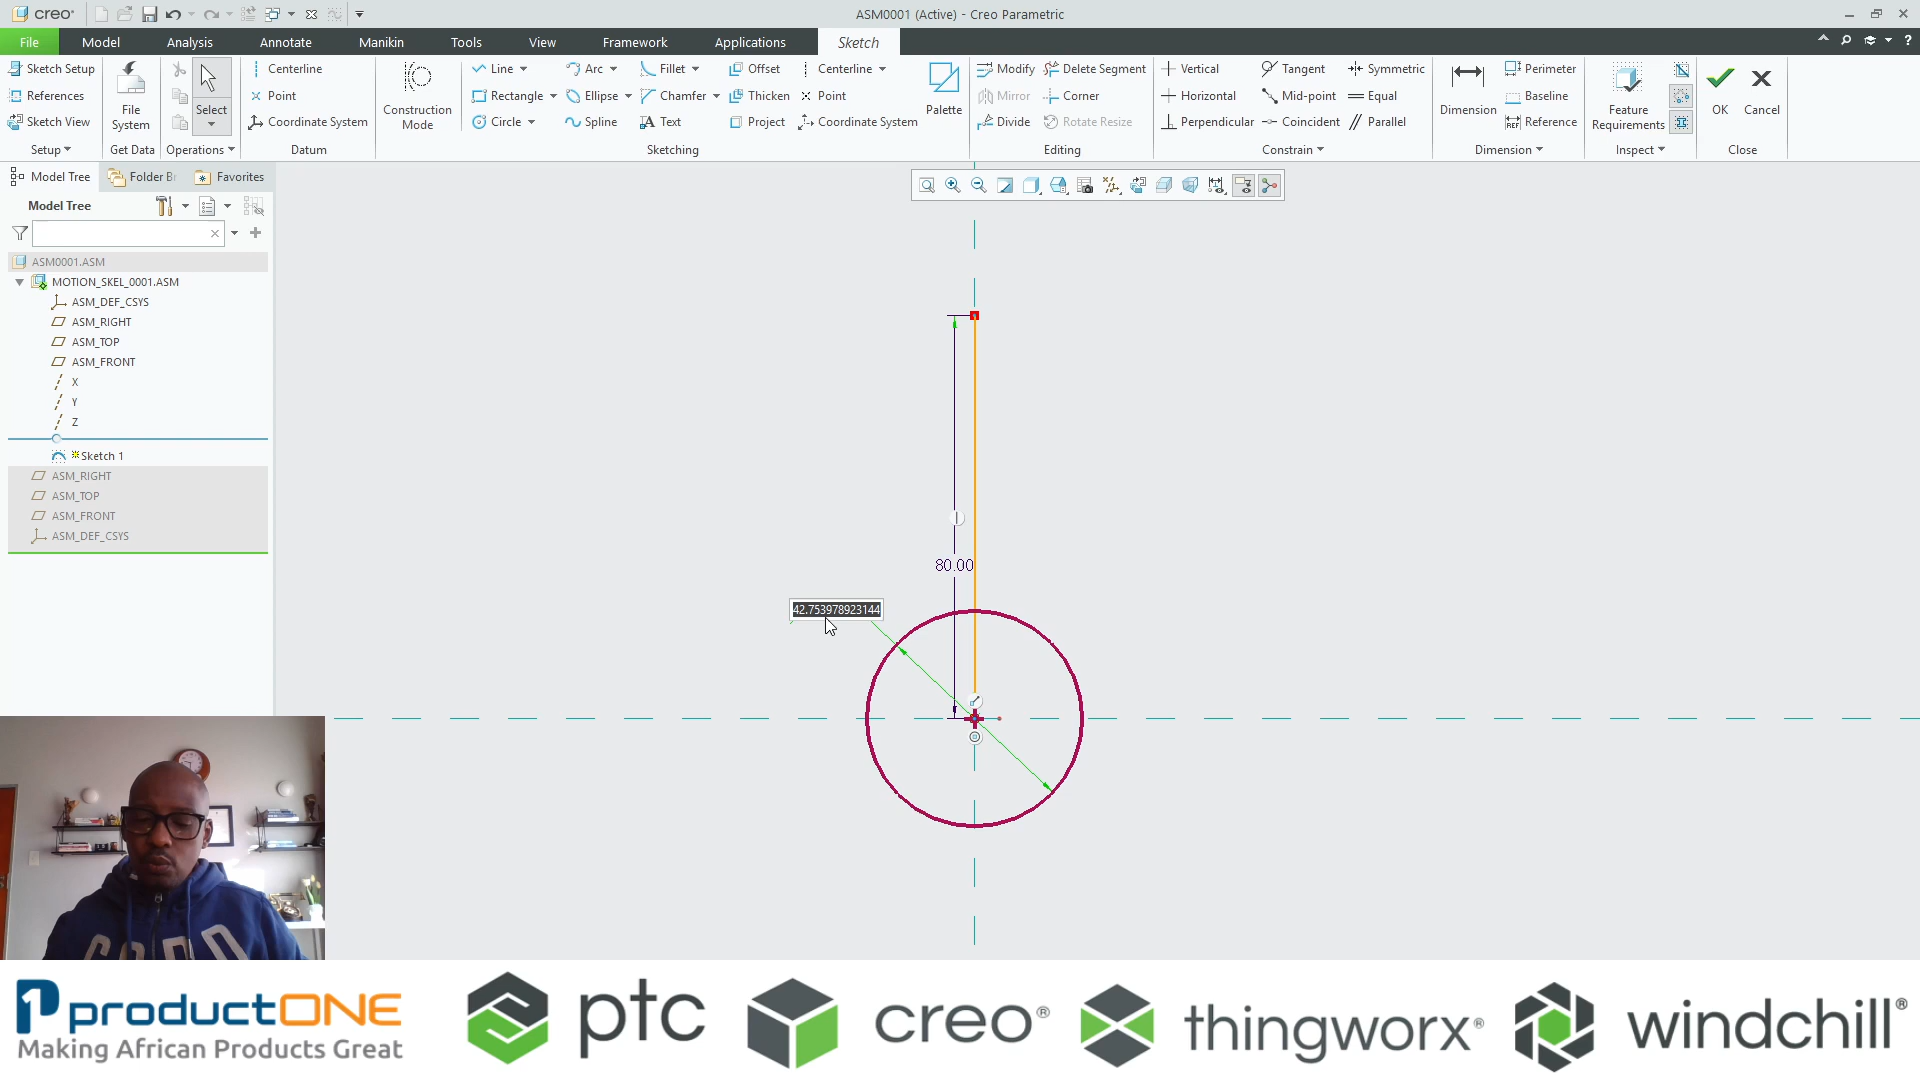 creo®
ASM0001 (Active) - Creo Parametric
File
Model
Analysis
Annotate
Manikin
Tools
View
Framework
Applications
Sketch
Sketch Setup
References
Sketch View
Setup
File
System
Get Data
Select
Operations
Centerline
Point
Coordinate System
Datum
Construction
Mode
Line
Rectangle
Circle
Arc
Ellipse
Spline
Fillet
Chamfer
Text
Offset
Thicken
Project
Centerline
Point
Coordinate System
Palette
Sketching
Modify
Mirror
Divide
Delete Segment
Corner
Rotate Resize
Editing
Vertical
Horizontal
Perpendicular
Tangent
Mid-point
Coincident
Symmetric
Equal
Parallel
Constrain
Dimension
Perimeter
Baseline
Reference
Dimension
Feature
Requirements
Inspect
OK
Cancel
Close
Model Tree
Folder Br
Favorites
Model Tree
ASM0001.ASM
MOTION_SKEL_0001.ASM
ASM_DEF_CSYS
ASM_RIGHT
ASM_TOP
ASM_FRONT
X
Y
Z
Sketch 1
ASM_RIGHT
ASM_TOP
ASM_FRONT
ASM_DEF_CSYS
80.00
42.753978923144
productONE
Making African Products Great
ptc
creo®
thingworx®
windchill®